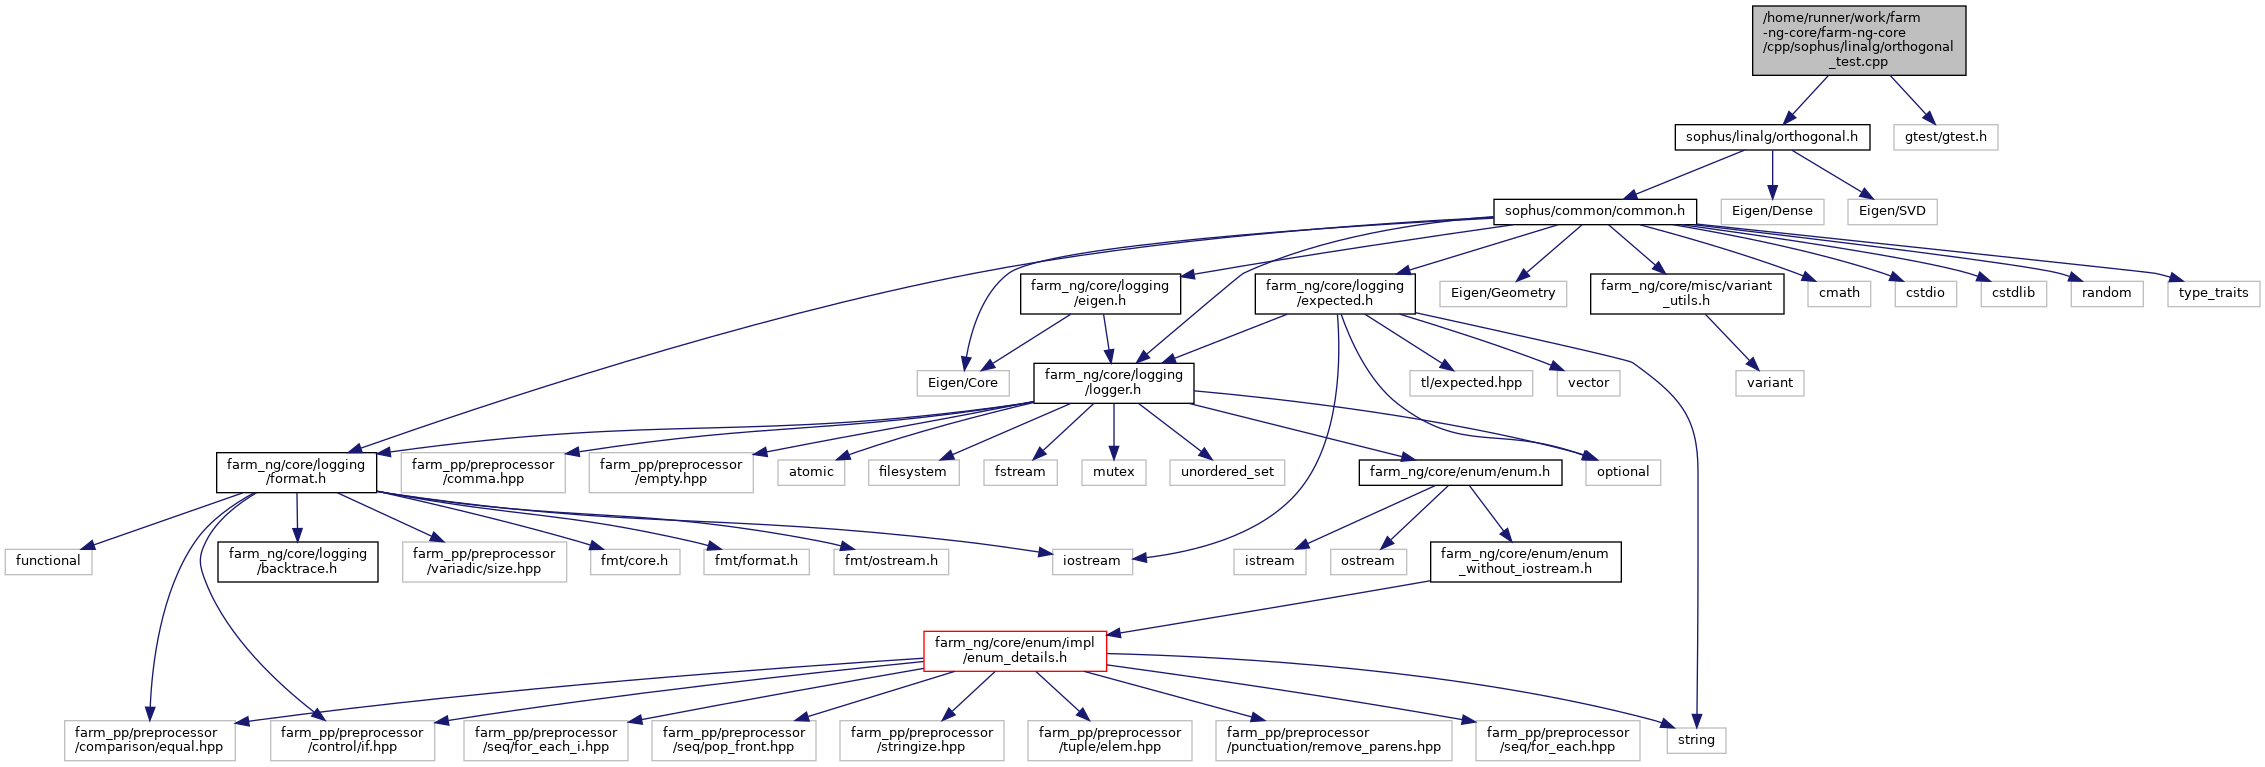 /home/runner/work/farm
-ng-core/farm-ng-core
/cpp/sophus/linalg/orthogonal
_test.cpp
sophus/linalg/orthogonal.h
gtest/gtest.h
sophus/common/common.h
Eigen/Dense
Eigen/SVD
farm_ng/core/logging
/eigen.h
farm_ng/core/logging
/expected.h
Eigen/Geometry
farm_ng/core/misc/variant
_utils.h
cmath
cstdio
cstdlib
random
type_traits
Eigen/Core
farm_ng/core/logging
/logger.h
tl/expected.hpp
vector
variant
farm_ng/core/logging
/format.h
farm_pp/preprocessor
/comma.hpp
farm_pp/preprocessor
/empty.hpp
atomic
filesystem
fstream
mutex
unordered_set
farm_ng/core/enum/enum.h
optional
functional
farm_ng/core/logging
/backtrace.h
farm_pp/preprocessor
/variadic/size.hpp
fmt/core.h
fmt/format.h
fmt/ostream.h
iostream
istream
ostream
farm_ng/core/enum/enum
_without_iostream.h
farm_ng/core/enum/impl
/enum_details.h
farm_pp/preprocessor
/comparison/equal.hpp
farm_pp/preprocessor
/control/if.hpp
farm_pp/preprocessor
/seq/for_each_i.hpp
farm_pp/preprocessor
/seq/pop_front.hpp
farm_pp/preprocessor
/stringize.hpp
farm_pp/preprocessor
/tuple/elem.hpp
farm_pp/preprocessor
/punctuation/remove_parens.hpp
farm_pp/preprocessor
/seq/for_each.hpp
string